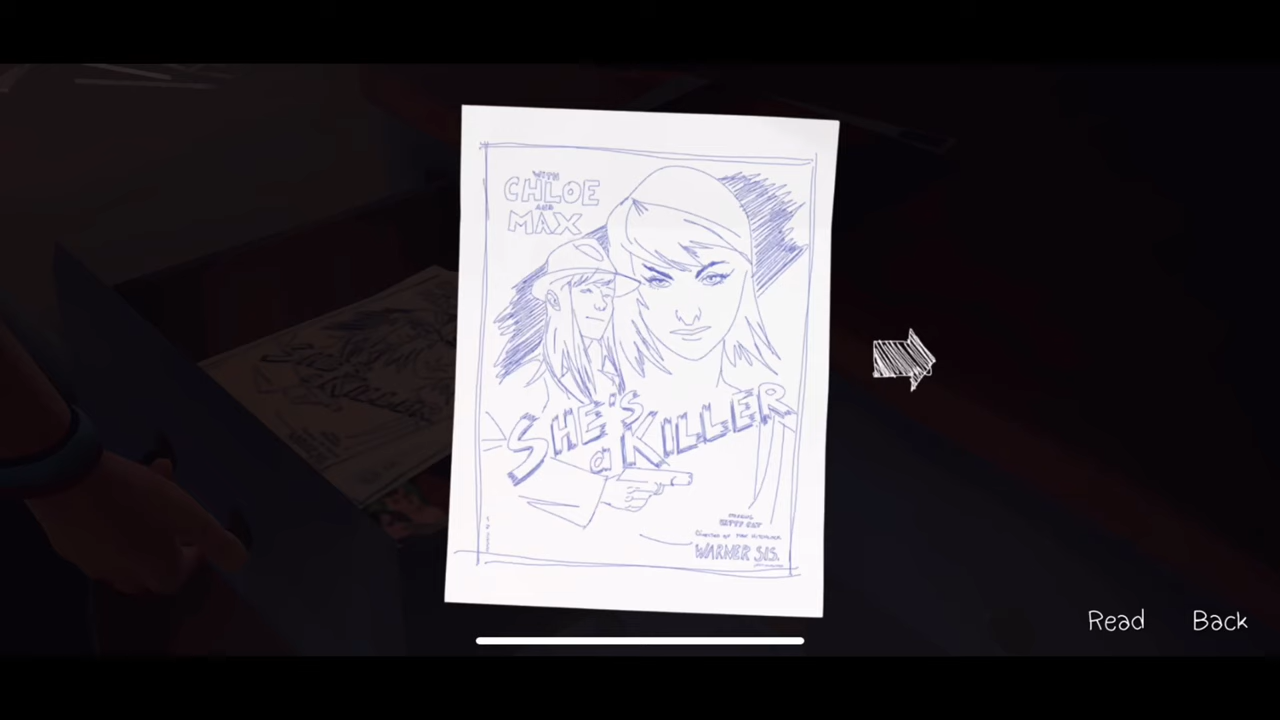 WITH
CHLOE
AND
MAX
SHE'S
a KILLER
WARNER SIS.
Read
Back